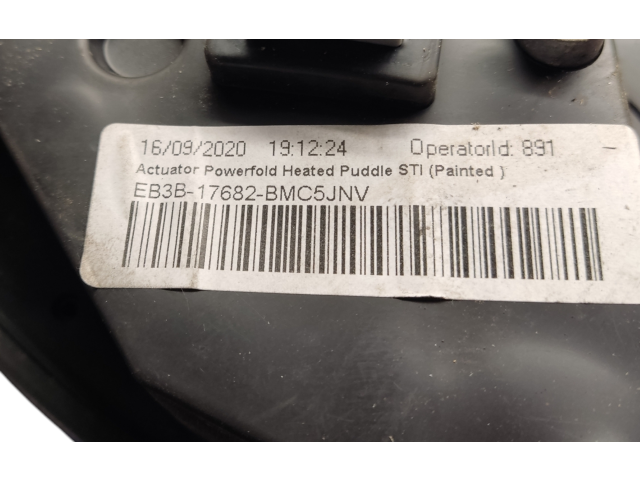 16/09/2020 19:12:24 OperatorId: 891 -
Actuator Powerfold Heated Puddle STI (Painted )
EB3B-17682-BMC5JNV